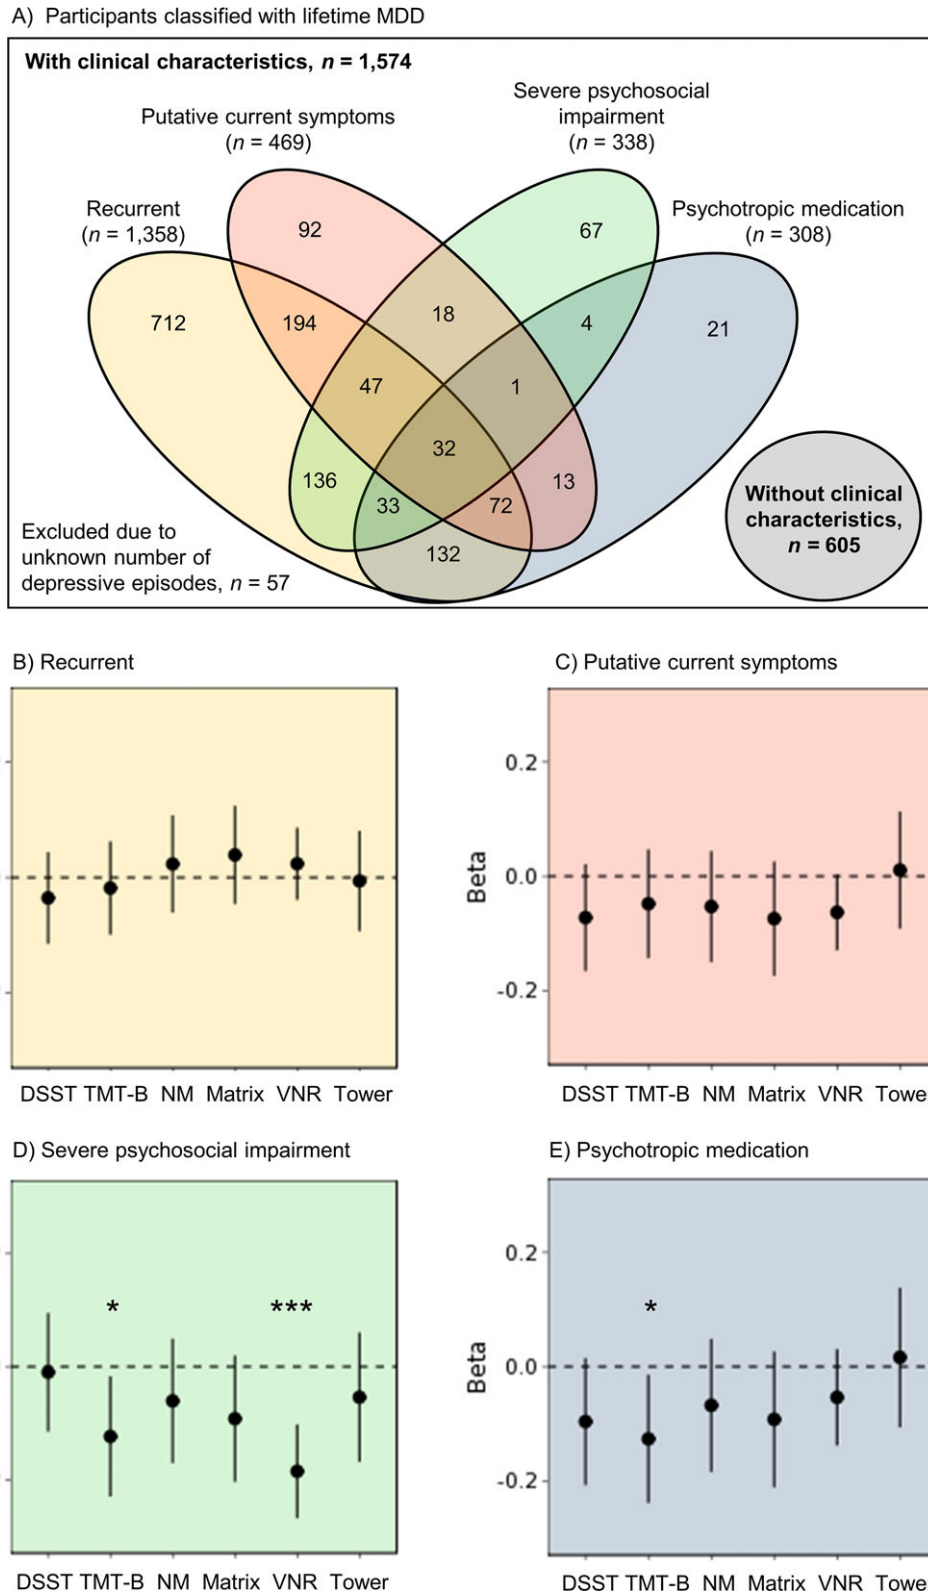 A) Participants classified with lifetime MDD
With clinical characteristics, n = 1,574
Severe psychosocial
impairment
(n = 338)
Putative current symptoms
(n = 469)
Recurrent
(n = 1,358)
Psychotropic medication
(n = 308)
92
67
712
194
18
4
21
47
1
32
136
33
72
13
132
Excluded due to
unknown number of
depressive episodes, n = 57
Without clinical
characteristics,
n = 605
B) Recurrent
DSST TMT-B NM Matrix VNR Tower
C) Putative current symptoms
Beta
0.2
0.0
-0.2
DSST TMT-B NM Matrix VNR Towe
D) Severe psychosocial impairment
* ***
DSST TMT-B NM Matrix VNR Tower
E) Psychotropic medication
Beta
0.2
0.0
-0.2
*
DSST TMT-B NM Matrix VNR Towe